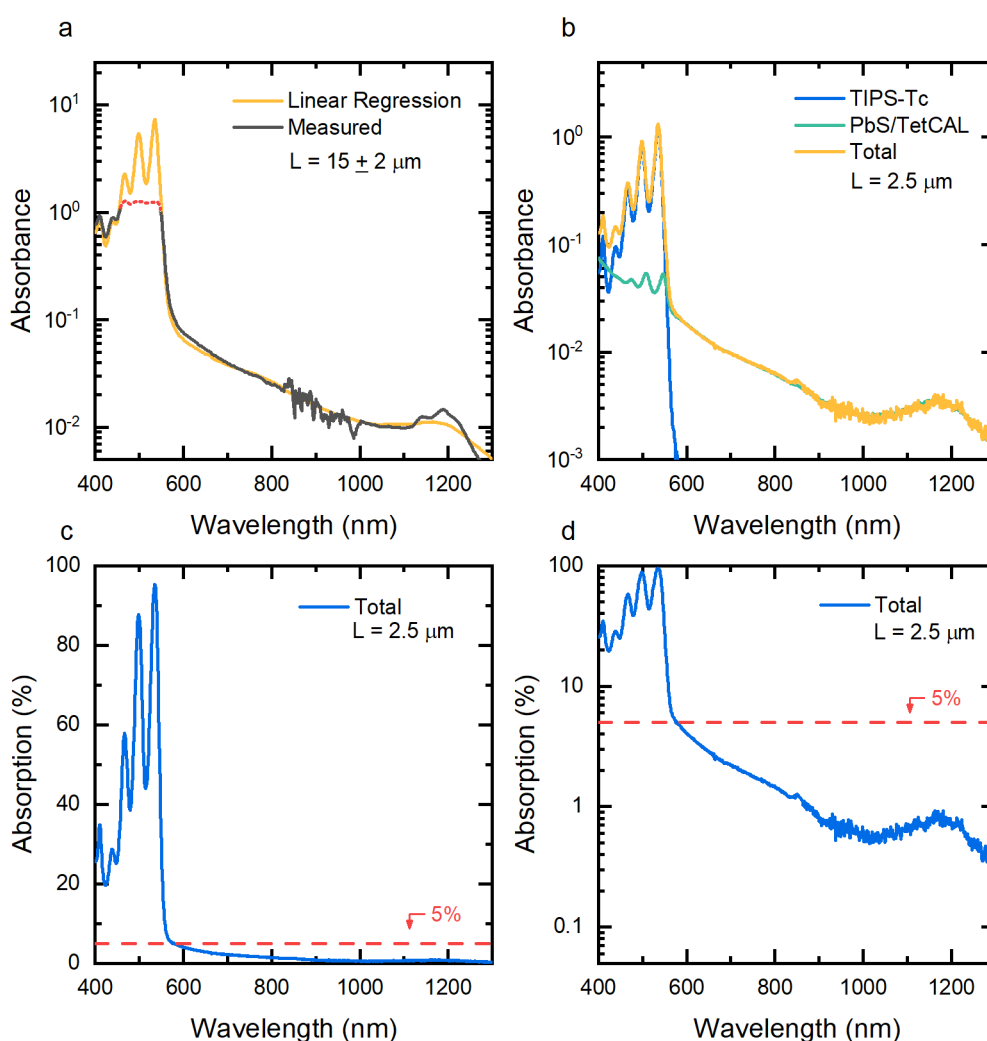 a
Absorbance
10¹
10⁰
10⁻¹
10⁻²
Linear Regression
Measured
L = 15 ± 2 μm
400 600 800 1000 1200
Wavelength (nm)
b
Absorbance
10⁰
10⁻¹
10⁻²
10⁻³
TIPS-Tc
PbS/TetCAL
Total
L = 2.5 μm
400 600 800 1000 1200
Wavelength (nm)
c
Absorption (%)
100
80
60
40
20
0
Total
L = 2.5 μm
5%
400 600 800 1000 1200
Wavelength (nm)
d
Absorption (%)
100
10
1
0.1
Total
L = 2.5 μm
5%
400 600 800 1000 1200
Wavelength (nm)